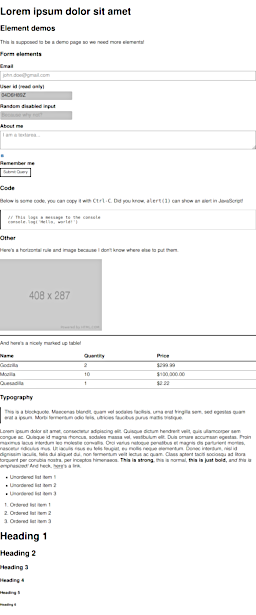 Lorem ipsum dolor sit amet
Element demos
This is supposed to be a demo page so we need more elements!
Form elements
Email
john.doe@gmail.com
User id (read only)
Random disabled input
Because why not?
About me
I am a textarea...
Remember me
Submit Query
Code
Below is some code, you can copy it with Ctrl-C. Did you know, alert(1) can show an alert in JavaScript!
// This logs a message to the console
console.log('Hello, world!')
Other
Here's a horizontal rule and image because I don't know where else to put them.
408 x 287
And here's a nicely marked up table!
Name Quantity Price
Godzilla 2 $299.99
Mozilla 10 $100,000.00
Quesadilla 1 $2.22
Typography
This is a blockquote. Maecenas blandit, quam vel sodales facilisis, urna erat fringilla sem, sed egestas quam
erat a ipsum. Morbi fermentum odio felis, ultricies faucibus purus mattis tristique.
Lorem ipsum dolor sit amet, consectetur adipiscing elit. Quisque dictum hendrerit velit, quis ullamcorper sem
congue ac. Quisque id magna rhoncus, sodales massa vel, vestibulum elit. Duis ornare accumsan egestas. Proin
maximus lacus interdum leo molestie convallis. Orci varius natoque penatibus et magnis dis parturient montes,
nascetur ridiculus mus. Ut iaculis risus eu felis feugiat, eu mollis neque elementum. Donec interdum, nisl id
dignissim iaculis, felis dui aliquet dui, non fermentum velit lectus ac quam. Class aptent taciti sociosqu ad litora
torquent per conubia nostra, per inceptos himenaeos. This is strong, this is normal, this is just bold, and this is
emphasized! And heck, here's a link.
Unordered list item 1
Unordered list item 2
Unordered list item 3
1. Ordered list item 1
2. Ordered list item 2
3. Ordered list item 3
Heading 1
Heading 2
Heading 3
Heading 4
Heading 5
Heading 6